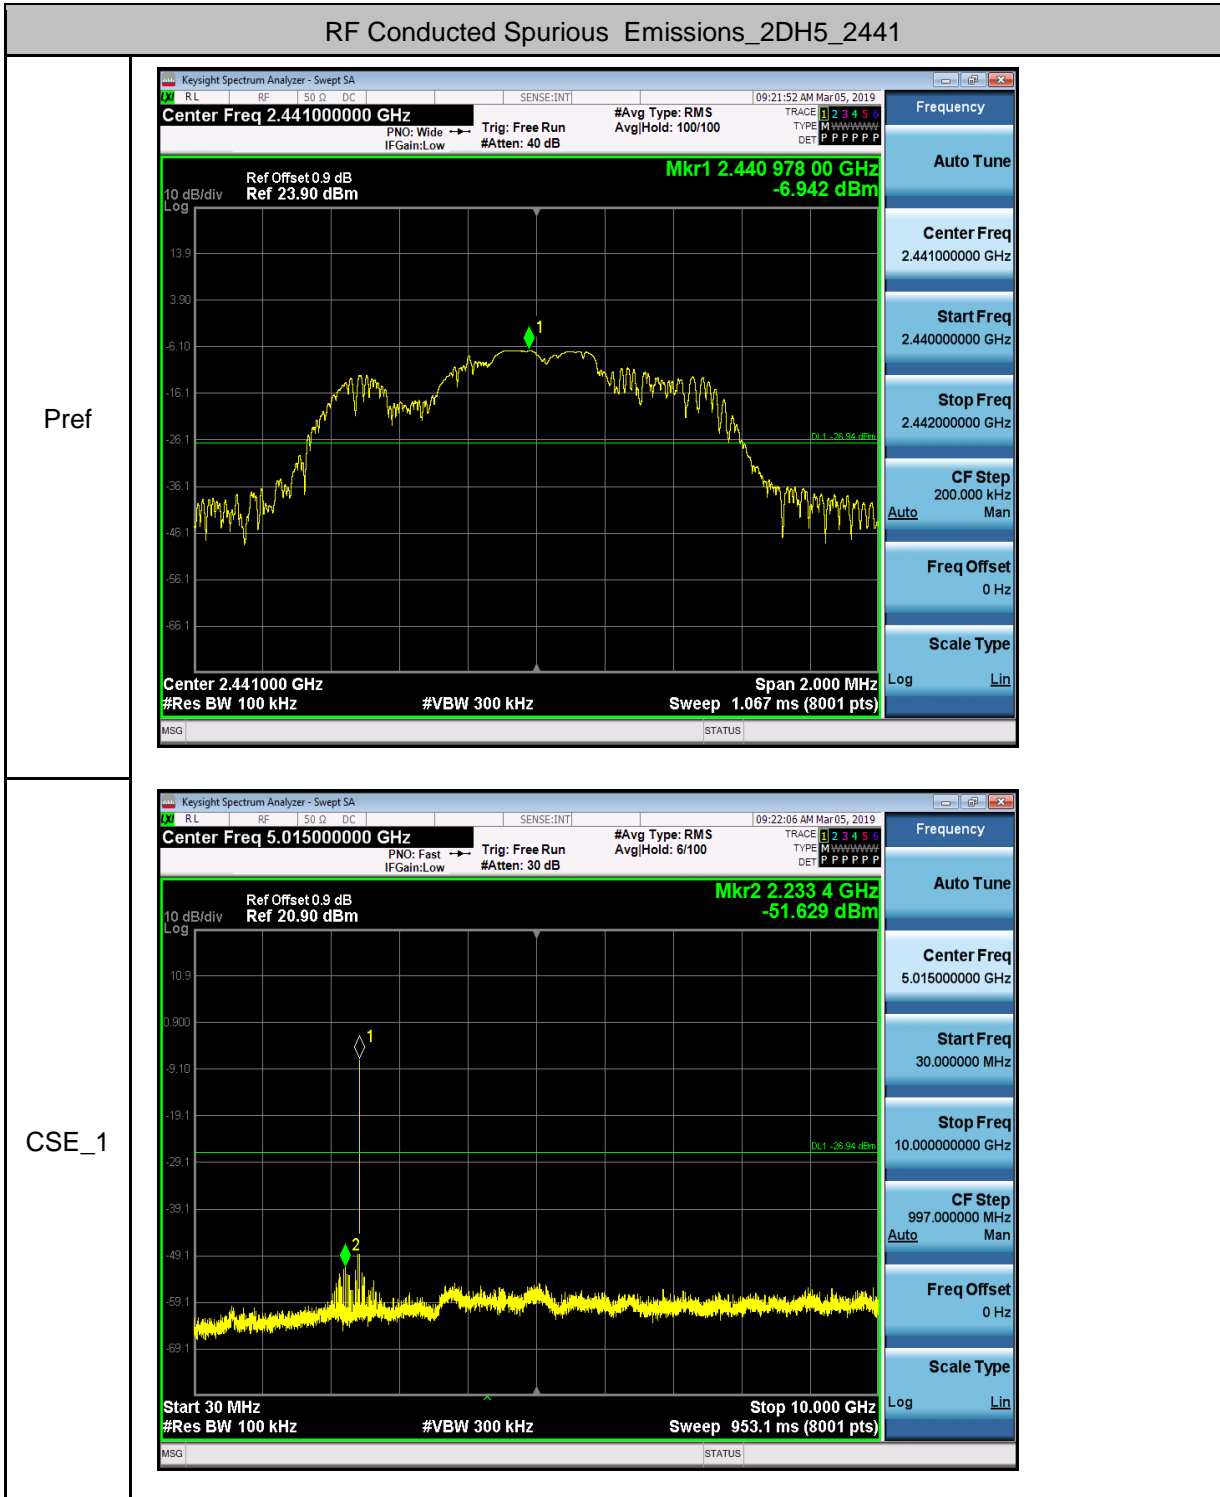 RF Conducted Spurious Emissions_2DH5_2441
Pref
Keysight Spectrum Analyzer - Swept SA
LXI RL RF 50 Ω DC SENSE:INT 09:21:52 AM Mar 05, 2019
Center Freq 2.441000000 GHz
PNO: Wide
IFGain:Low
Trig: Free Run
#Atten: 40 dB
#Avg Type: RMS
Avg|Hold: 100/100
TRACE 1 2 3 4 5 6
TYPE M W W W W W
DET P P P P P P
Ref Offset 0.9 dB
10 dB/div Ref 23.90 dBm
Log
Mkr1 2.440 978 00 GHz
-6.942 dBm
13.9
3.90
-6.10
-16.1
-26.1
-36.1
-46.1
-56.1
-66.1
1
DL1 -26.94 dBm
Center 2.441000 GHz Span 2.000 MHz
#Res BW 100 kHz #VBW 300 kHz Sweep 1.067 ms (8001 pts)
MSG STATUS
Frequency
Auto Tune
Center Freq
2.441000000 GHz
Start Freq
2.440000000 GHz
Stop Freq
2.442000000 GHz
CF Step
200.000 kHz
Auto Man
Freq Offset
0 Hz
Scale Type
Log Lin
CSE_1
Keysight Spectrum Analyzer - Swept SA
LXI RL RF 50 Ω DC SENSE:INT 09:22:06 AM Mar 05, 2019
Center Freq 5.015000000 GHz
PNO: Fast
IFGain:Low
Trig: Free Run
#Atten: 30 dB
#Avg Type: RMS
Avg|Hold: 6/100
TRACE 1 2 3 4 5 6
TYPE M W W W W W
DET P P P P P P
Ref Offset 0.9 dB
10 dB/div Ref 20.90 dBm
Log
Mkr2 2.233 4 GHz
-51.629 dBm
10.9
0.900
-9.10
-19.1
-29.1
-39.1
-49.1
-59.1
-69.1
1
2
DL1 -26.94 dBm
Start 30 MHz Stop 10.000 GHz
#Res BW 100 kHz #VBW 300 kHz Sweep 953.1 ms (8001 pts)
MSG STATUS
Frequency
Auto Tune
Center Freq
5.015000000 GHz
Start Freq
30.000000 MHz
Stop Freq
10.000000000 GHz
CF Step
997.000000 MHz
Auto Man
Freq Offset
0 Hz
Scale Type
Log Lin